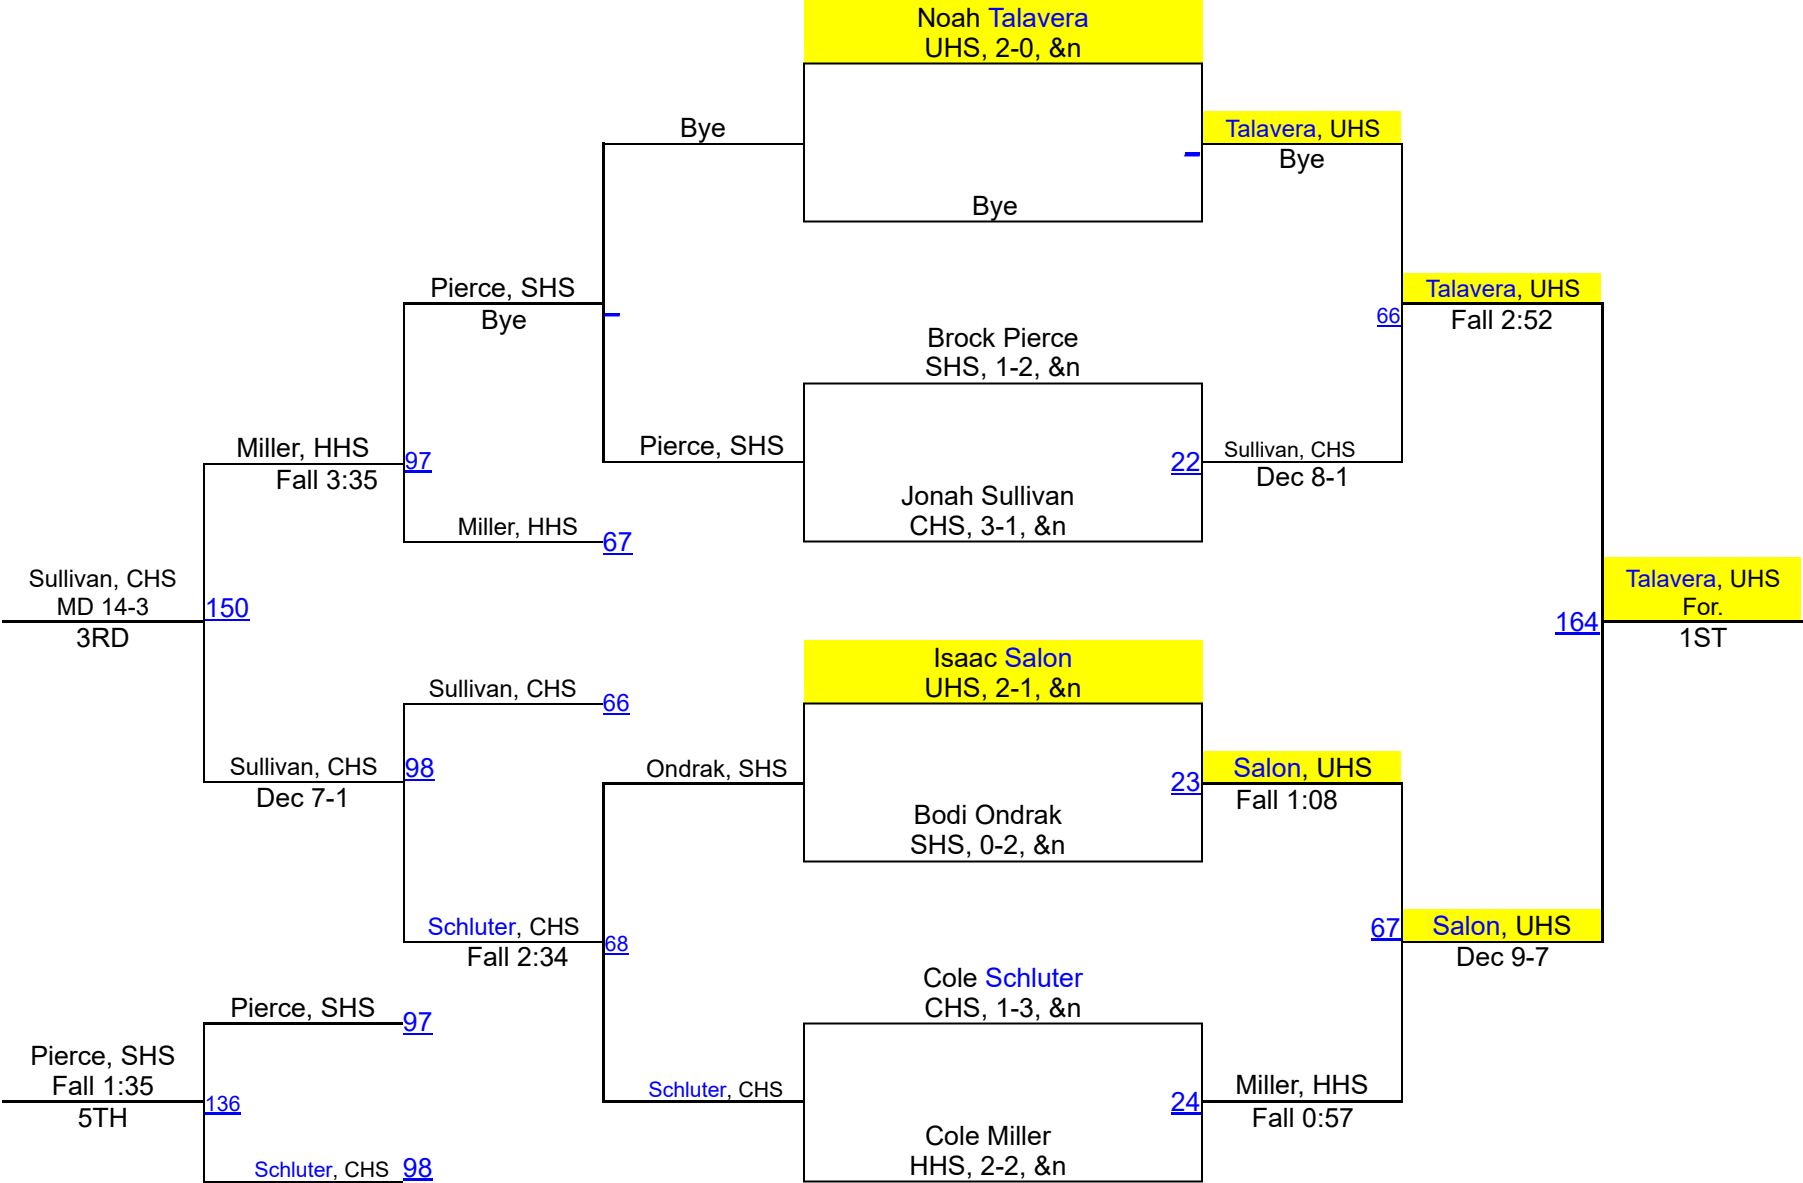 Noah Talavera
UHS, 2-0, &n
Bye
Talavera, UHS
Bye
Bye
Pierce, SHS
Bye
Talavera, UHS
66
Fall 2:52
Brock Pierce
SHS, 1-2, &n
Miller, HHS
97
Fall 3:35
Pierce, SHS
22
Sullivan, CHS
Dec 8-1
Jonah Sullivan
CHS, 3-1, &n
Miller, HHS
67
Sullivan, CHS
MD 14-3
150
3RD
Talavera, UHS
For.
164
1ST
Isaac Salon
UHS, 2-1, &n
Sullivan, CHS
66
Sullivan, CHS
98
Dec 7-1
Ondrak, SHS
23
Salon, UHS
Fall 1:08
Bodi Ondrak
SHS, 0-2, &n
Schluter, CHS
68
Fall 2:34
67
Salon, UHS
Dec 9-7
Cole Schluter
CHS, 1-3, &n
Pierce, SHS
97
Pierce, SHS
Fall 1:35
136
5TH
Schluter, CHS
24
Miller, HHS
Fall 0:57
Cole Miller
HHS, 2-2, &n
Schluter, CHS
98